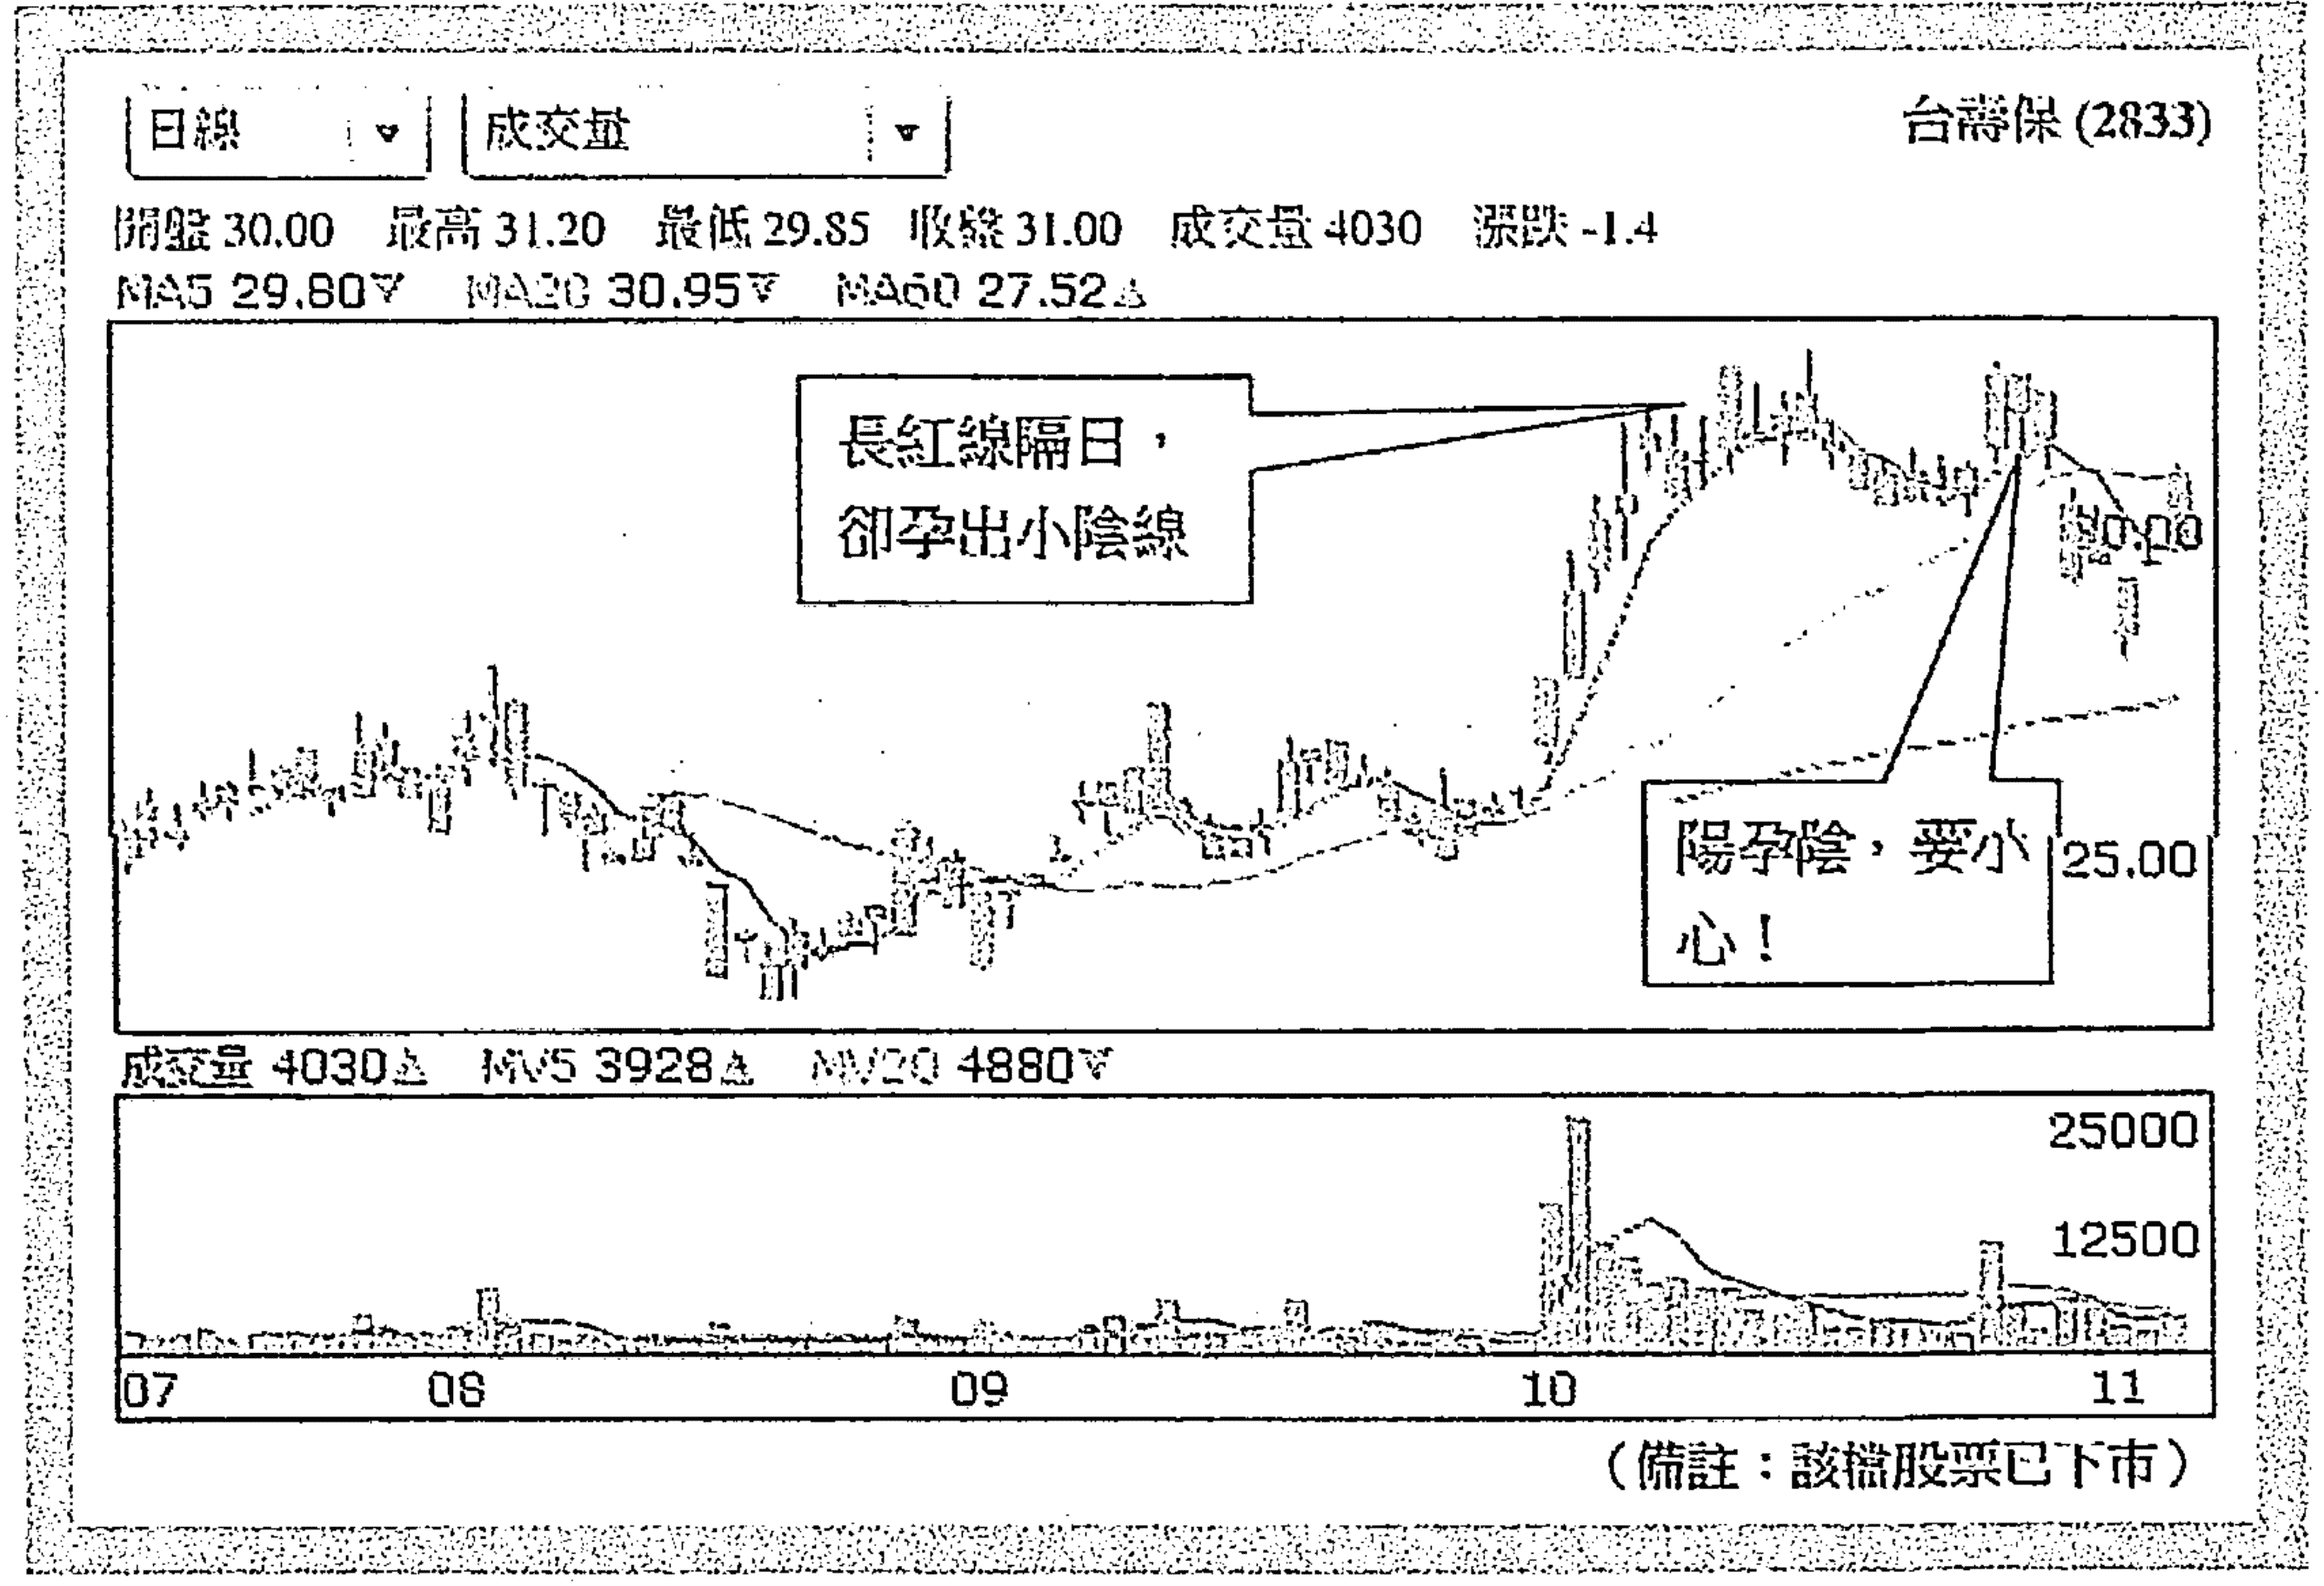 日線 成交量 台壽保 (2833)
開盤 30.00 最高 31.20 最低 29.85 收盤 31.00 成交量 4030 漲跌 -1.4
MA5 29.80▽ MA20 30.95▽ MA60 27.52△
長紅線隔日，
卻孕出小陰線
陽孕陰，要小
心！
25.00
成交量 4030△ MV5 3928△ MV20 4880▽
25000
12500
07 08 09 10 11
（備註：該檔股票已下市）